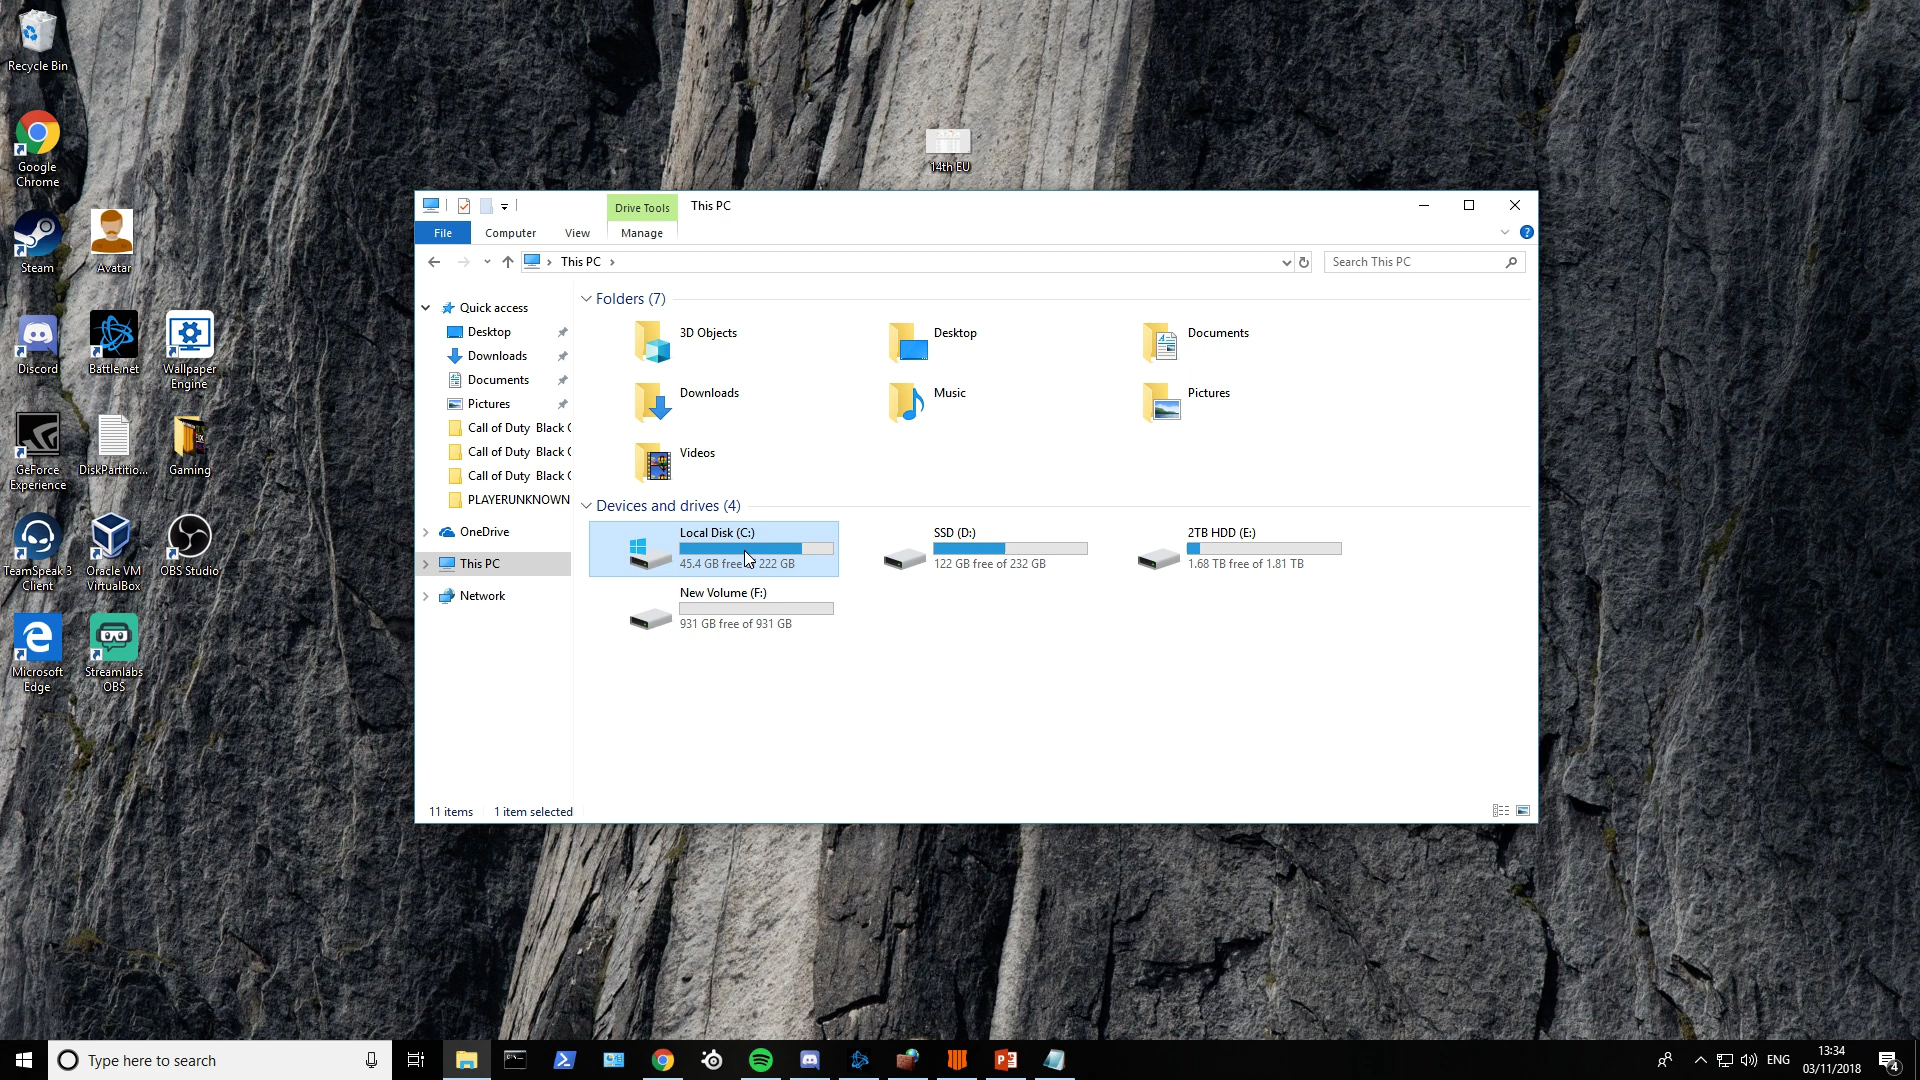 Recycle Bin
Google
Chrome
Steam
Avatar
Discord
Battle.net
Wallpaper
Engine
GeForce
Experience
DiskPartitio...
Gaming
TeamSpeak 3
Client
Oracle VM
VirtualBox
OBS Studio
Microsoft
Edge
Streamlabs
OBS
14th EU
Drive Tools
This PC
File
Computer
View
Manage
This PC
Search This PC
Quick access
Desktop
Downloads
Documents
Pictures
Call of Duty Black
Call of Duty Black
Call of Duty Black
PLAYERUNKNOWN
OneDrive
This PC
Network
Folders (7)
3D Objects
Desktop
Documents
Downloads
Music
Pictures
Videos
Devices and drives (4)
Local Disk (C:)
45.4 GB free 222 GB
SSD (D:)
122 GB free of 232 GB
2TB HDD (E:)
1.68 TB free of 1.81 TB
New Volume (F:)
931 GB free of 931 GB
11 items
1 item selected
Type here to search
ENG
13:34
03/11/2018
4